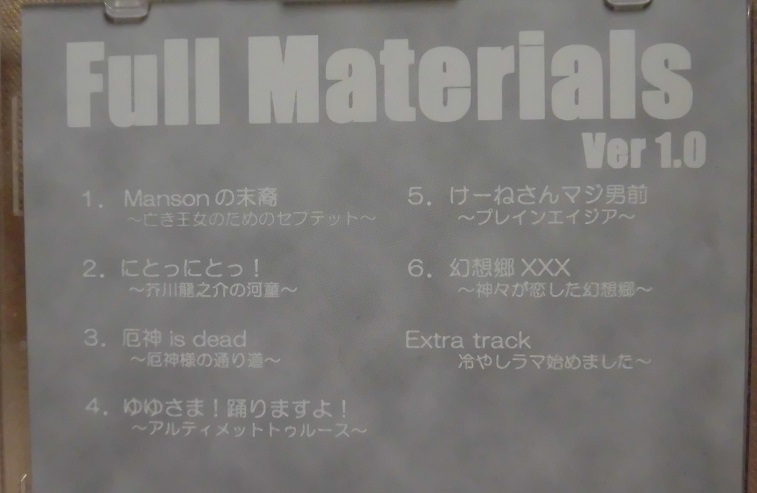 Full Materials
Ver 1.0
1. Mansonの末裔
～亡き王女のためのセプテット～
2. にとっにとっ！
～芥川龍之介の河童～
3. 厄神 is dead
～厄神様の通り道～
4. ゆゆさま！踊りますよ！
～アルティメットトゥルース～
5. けーねさんマジ男前
～プレインエイジア～
6. 幻想郷XXX
～神々が恋した幻想郷～
Extra track
冷やしラマ始めました～